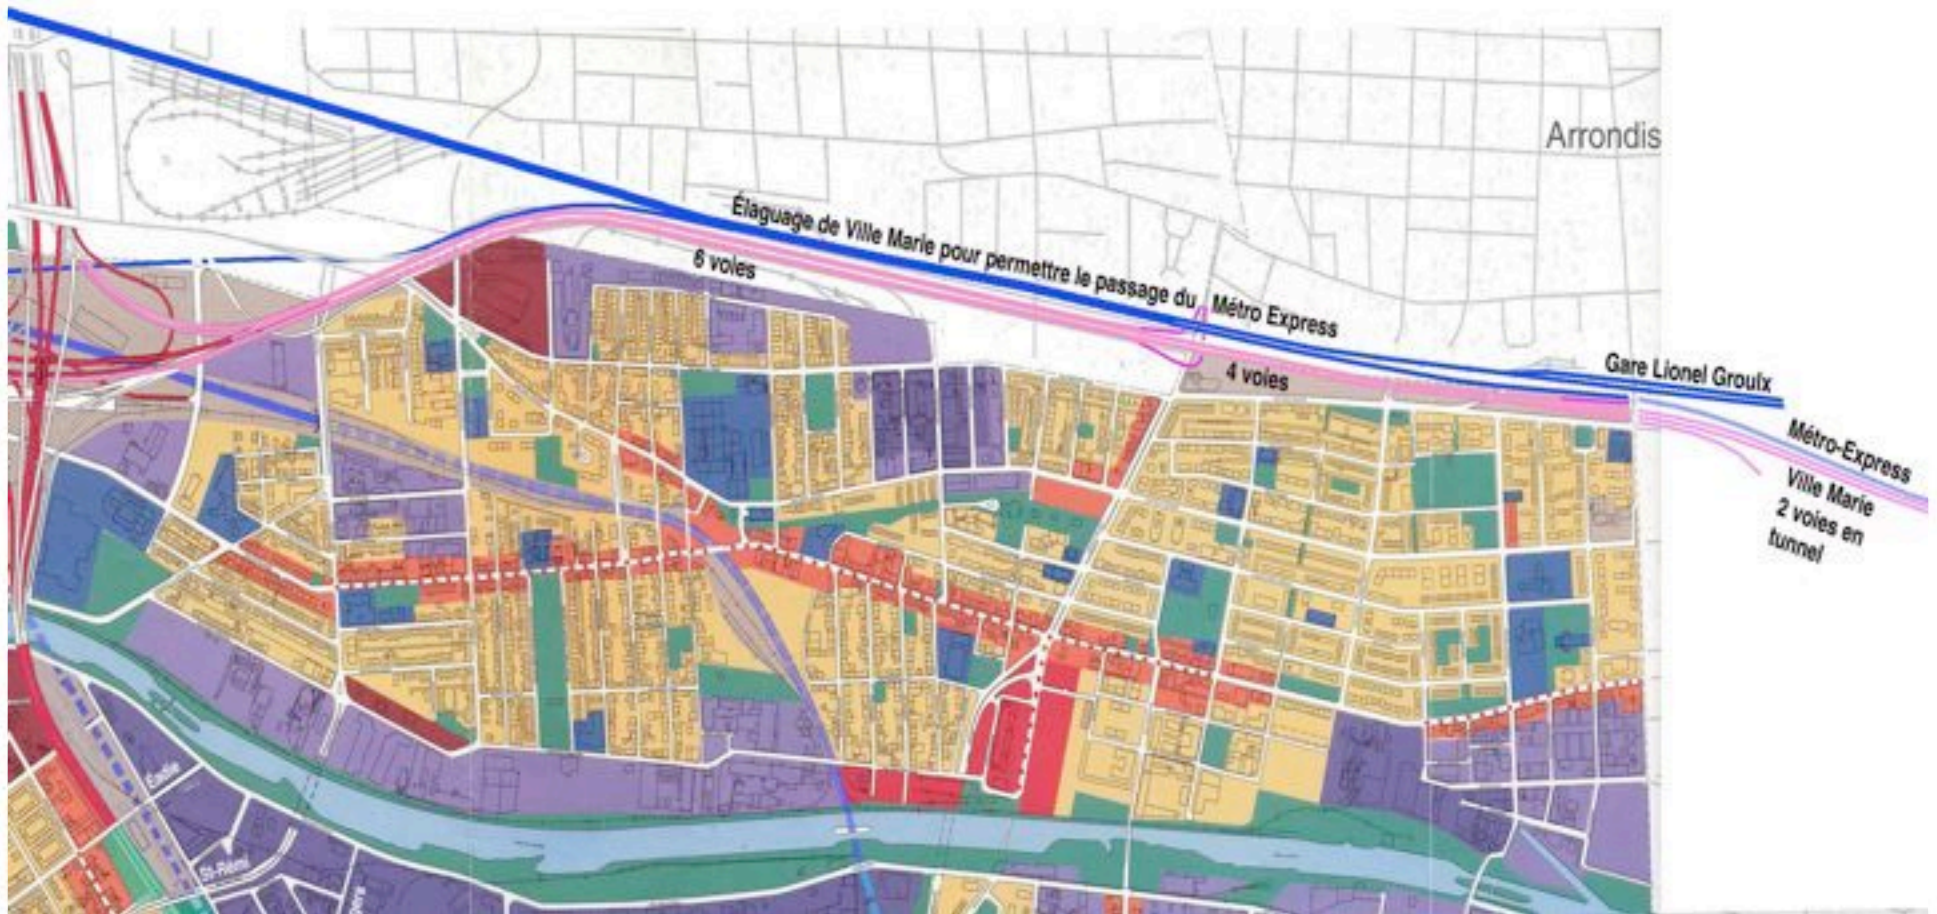 Arrondis
Élaguage de Ville Marie pour permettre le passage du Métro Express
6 voies
4 voies
Gare Lionel Groulx
Métro-Express
Ville Marie
2 voies en
tunnel
Eadie
St-Rémi